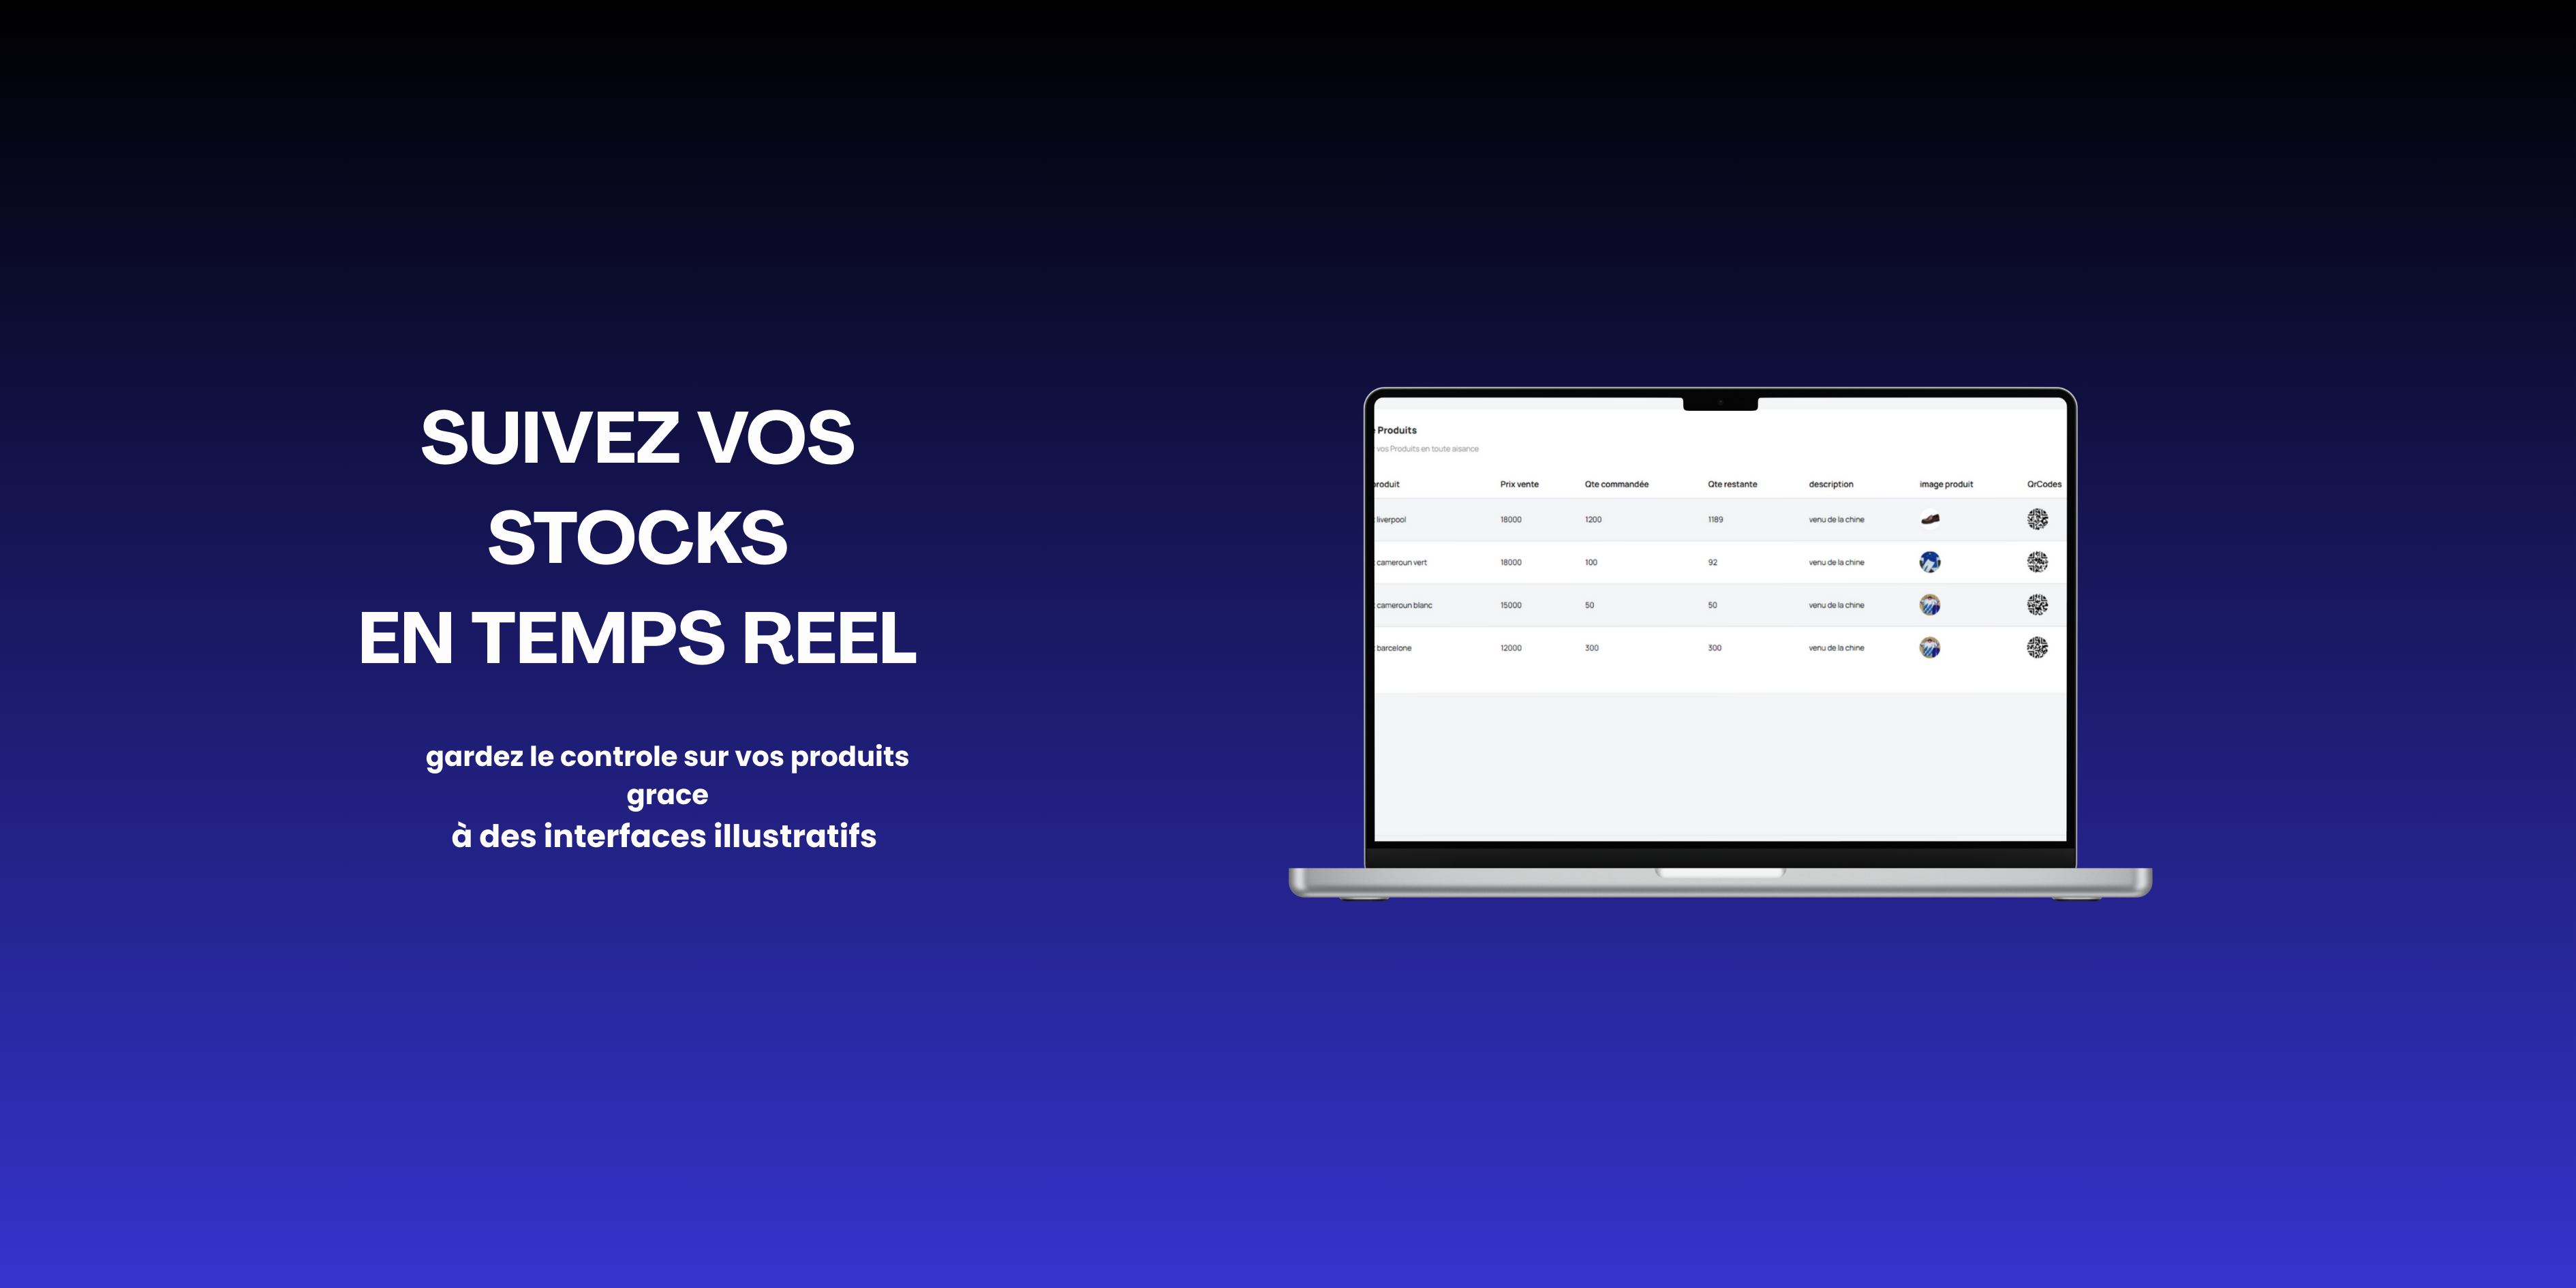 SUIVEZ VOS
STOCKS
EN TEMPS REEL
gardez le controle sur vos produits
grace
à des interfaces illustratifs
Produits
vos Produits en toute aisance
Prix vente Qte commandée Qte restante description image produit QrCodes
liverpool 18000 1200 1189 venu de la chine
cameroun vert 18000 100 92 venu de la chine
cameroun blanc 15000 50 50 venu de la chine
barcelone 12000 300 300 venu de la chine